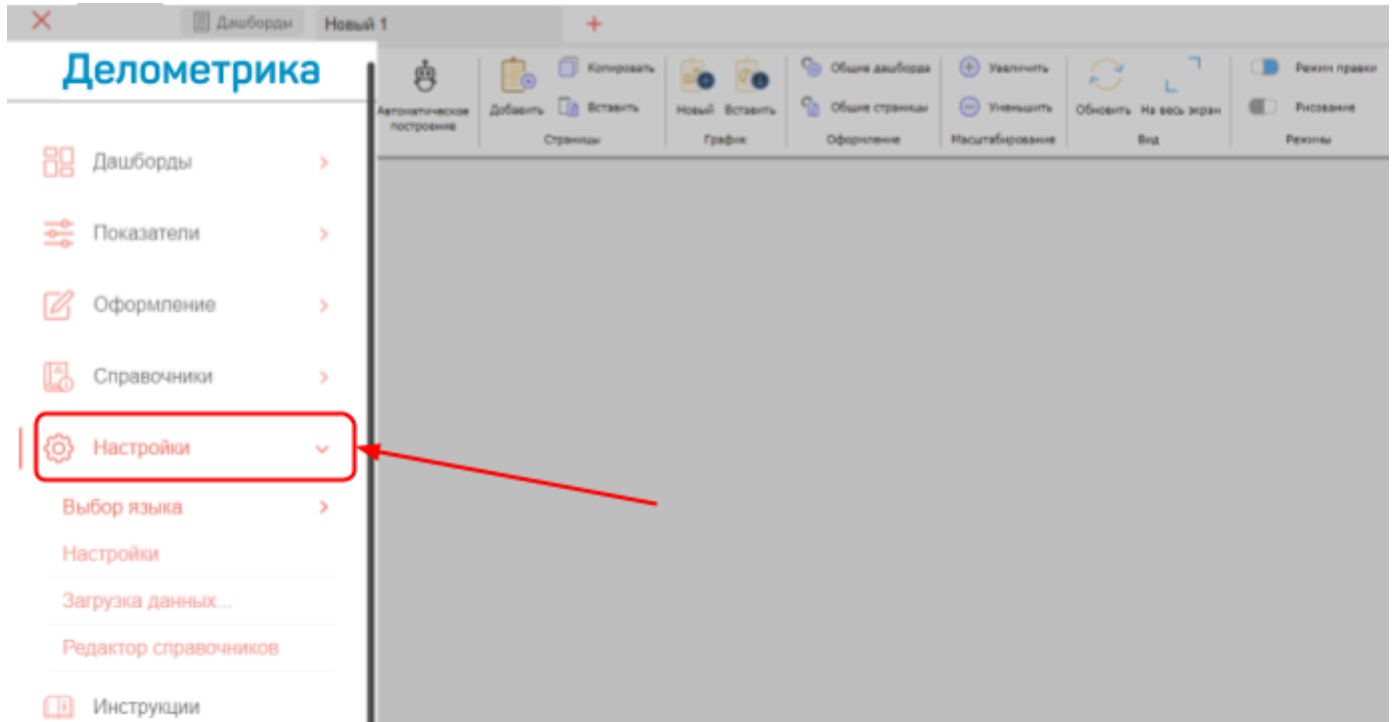 Дашборды
Новый 1
Делометрика
Дашборды
Показатели
Оформление
Справочники
Настройки
Выбор языка
Настройки
Загрузка данных...
Редактор справочников
Инструкции
Автоматическое
построение
Добавить
Копировать
Вставить
Страницы
Новый
Вставить
График
Общие дашборда
Общие страницы
Оформление
Увеличить
Уменьшить
Масштабирование
Обновить
На весь экран
Вид
Режим правки
Рисование
Режимы